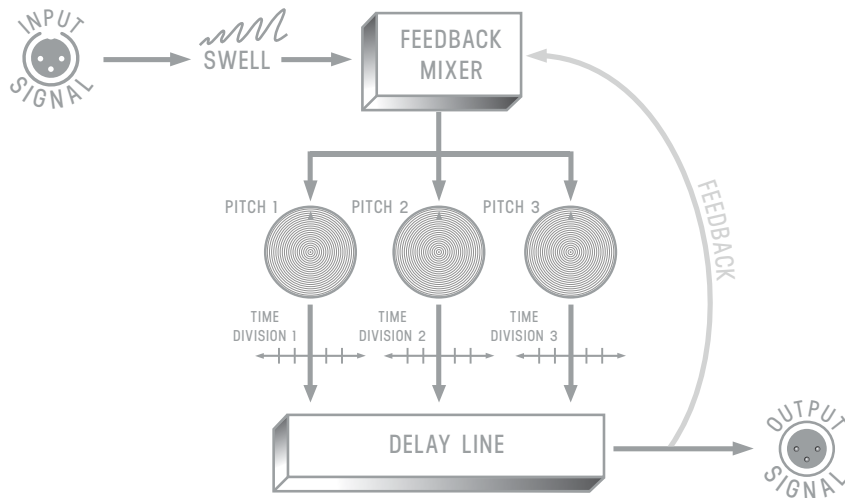 INPUT
SIGNAL
SWELL
FEEDBACK
MIXER
PITCH 1
PITCH 2
PITCH 3
FEEDBACK
TIME
DIVISION 1
TIME
DIVISION 2
TIME
DIVISION 3
DELAY LINE
OUTPUT
SIGNAL